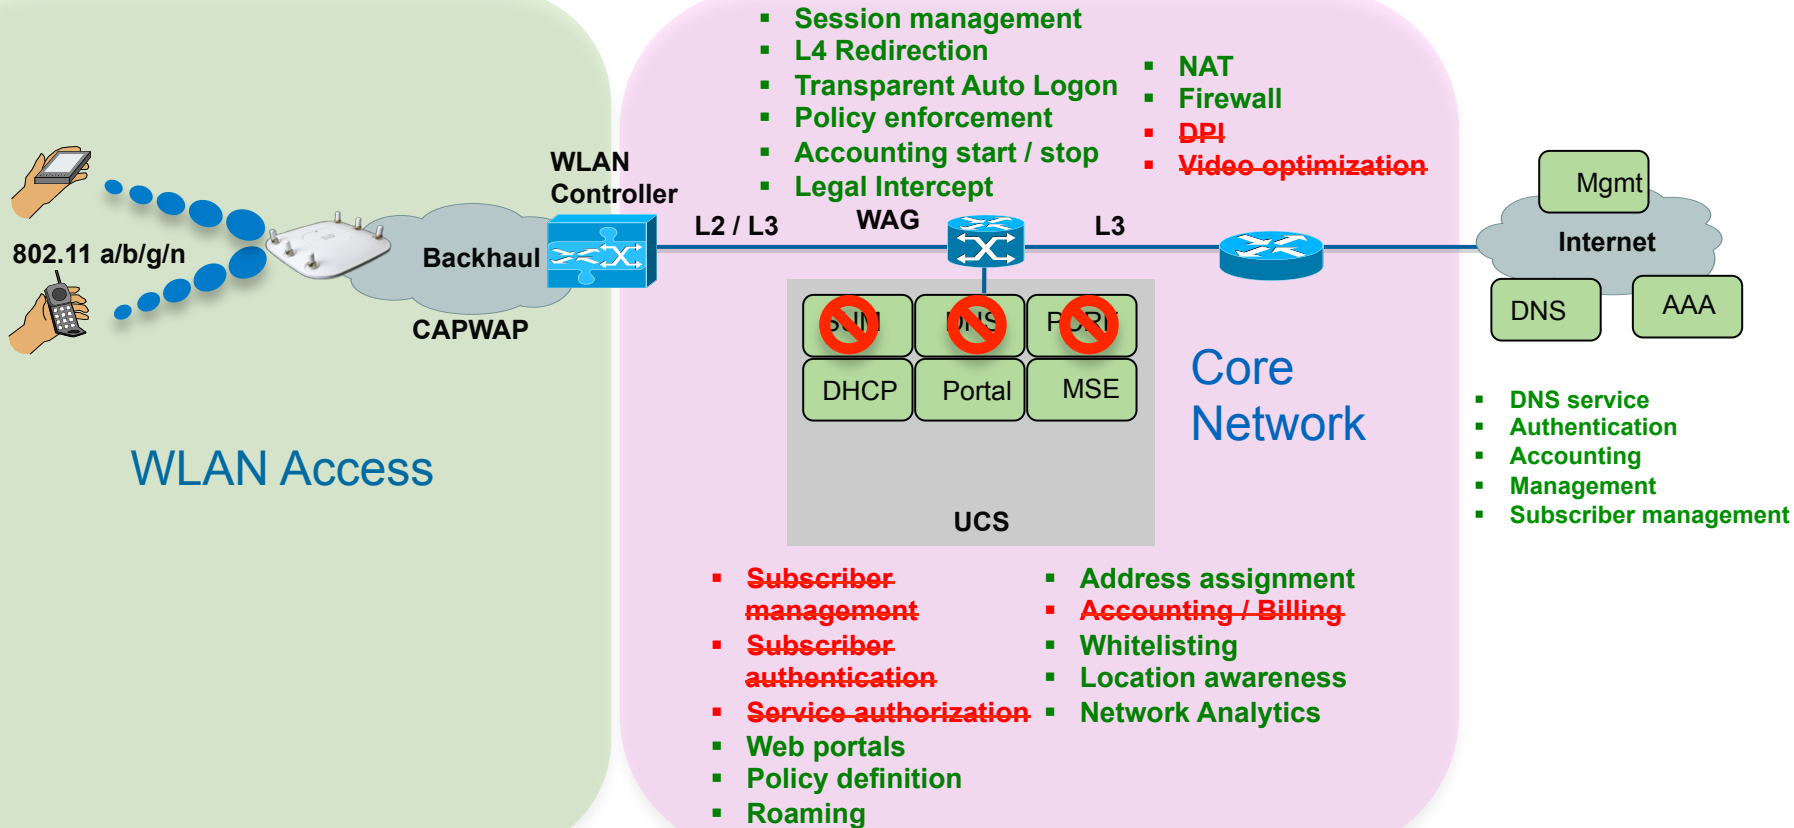 Session management
L4 Redirection
Transparent Auto Logon
Policy enforcement
Accounting start / stop
Legal Intercept
NAT
Firewall
DPI
Video optimization
WLAN
Controller
L2 / L3
WAG
L3
Mgmt
Internet
DNS
AAA
802.11 a/b/g/n
Backhaul
CAPWAP
DNS
DHCP
Portal
MSE
UCS
Core
Network
WLAN Access
DNS service
Authentication
Accounting
Management
Subscriber management
Subscriber
management
Subscriber
authentication
Service authorization
Web portals
Policy definition
Roaming
Address assignment
Accounting / Billing
Whitelisting
Location awareness
Network Analytics